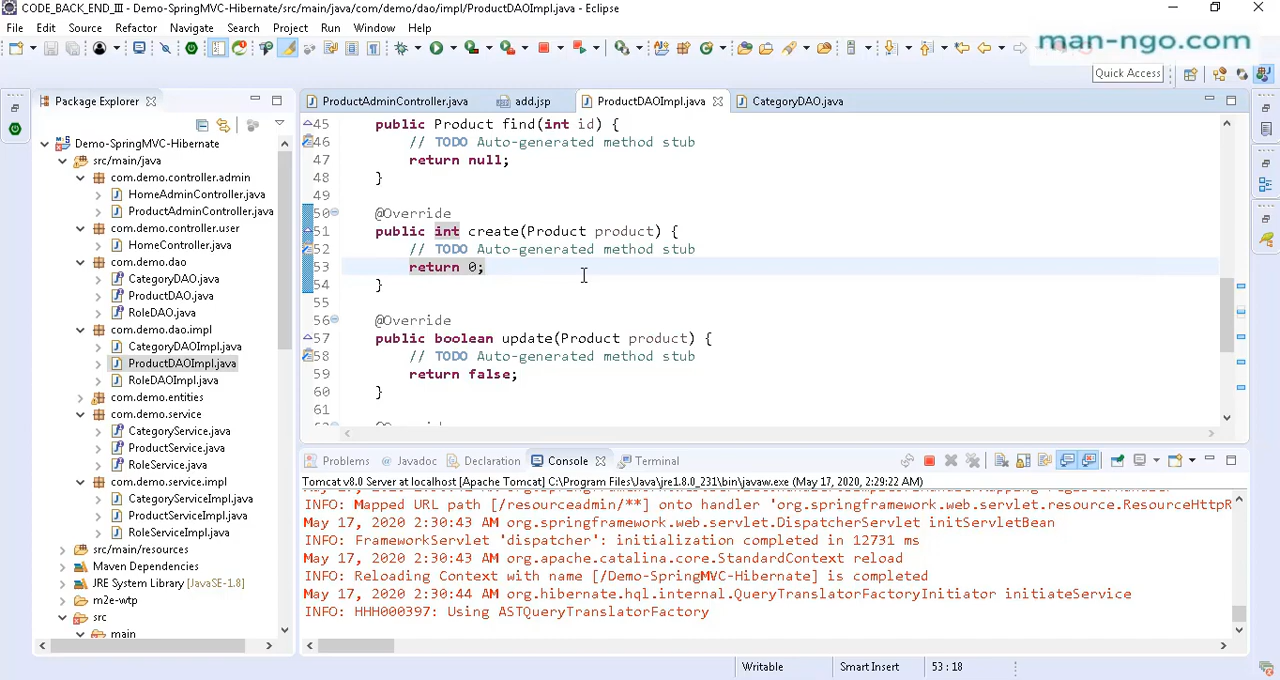 CODE_BACK_END_III - Demo-SpringMVC-Hibernate/src/main/java/com/demo/dao/impl/ProductDAOImpl.java - Eclipse
File Edit Source Refactor Navigate Search Project Run Window Help
man-ngo.com
Quick Access
Package Explorer
Demo-SpringMVC-Hibernate
src/main/java
com.demo.controller.admin
HomeAdminController.java
ProductAdminController.java
com.demo.controller.user
HomeController.java
com.demo.dao
CategoryDAO.java
ProductDAO.java
RoleDAO.java
com.demo.dao.impl
CategoryDAOImpl.java
ProductDAOImpl.java
RoleDAOImpl.java
com.demo.entities
com.demo.service
CategoryService.java
ProductService.java
RoleService.java
com.demo.service.impl
CategoryServiceImpl.java
ProductServiceImpl.java
RoleServiceImpl.java
src/main/resources
Maven Dependencies
JRE System Library [JavaSE-1.8]
m2e-wtp
src
main
ProductAdminController.java add.jsp ProductDAOImpl.java CategoryDAO.java
45 public Product find(int id) {
46 // TODO Auto-generated method stub
47 return null;
48 }
49
50 @Override
51 public int create(Product product) {
52 // TODO Auto-generated method stub
53 return 0;
54 }
55
56 @Override
57 public boolean update(Product product) {
58 // TODO Auto-generated method stub
59 return false;
60 }
61
Problems @ Javadoc Declaration Console Terminal
Tomcat v8.0 Server at localhost [Apache Tomcat] C:\Program Files\Java\jre1.8.0_231\bin\javaw.exe (May 17, 2020, 2:29:22 AM)
INFO: Mapped URL path [/resourceadmin/**] onto handler 'org.springframework.web.servlet.resource.ResourceHttpR
May 17, 2020 2:30:43 AM org.springframework.web.servlet.DispatcherServlet initServletBean
INFO: FrameworkServlet 'dispatcher': initialization completed in 12731 ms
May 17, 2020 2:30:43 AM org.apache.catalina.core.StandardContext reload
INFO: Reloading Context with name [/Demo-SpringMVC-Hibernate] is completed
May 17, 2020 2:30:44 AM org.hibernate.hql.internal.QueryTranslatorFactoryInitiator initiateService
INFO: HHH000397: Using ASTQueryTranslatorFactory
Writable Smart Insert 53 : 18